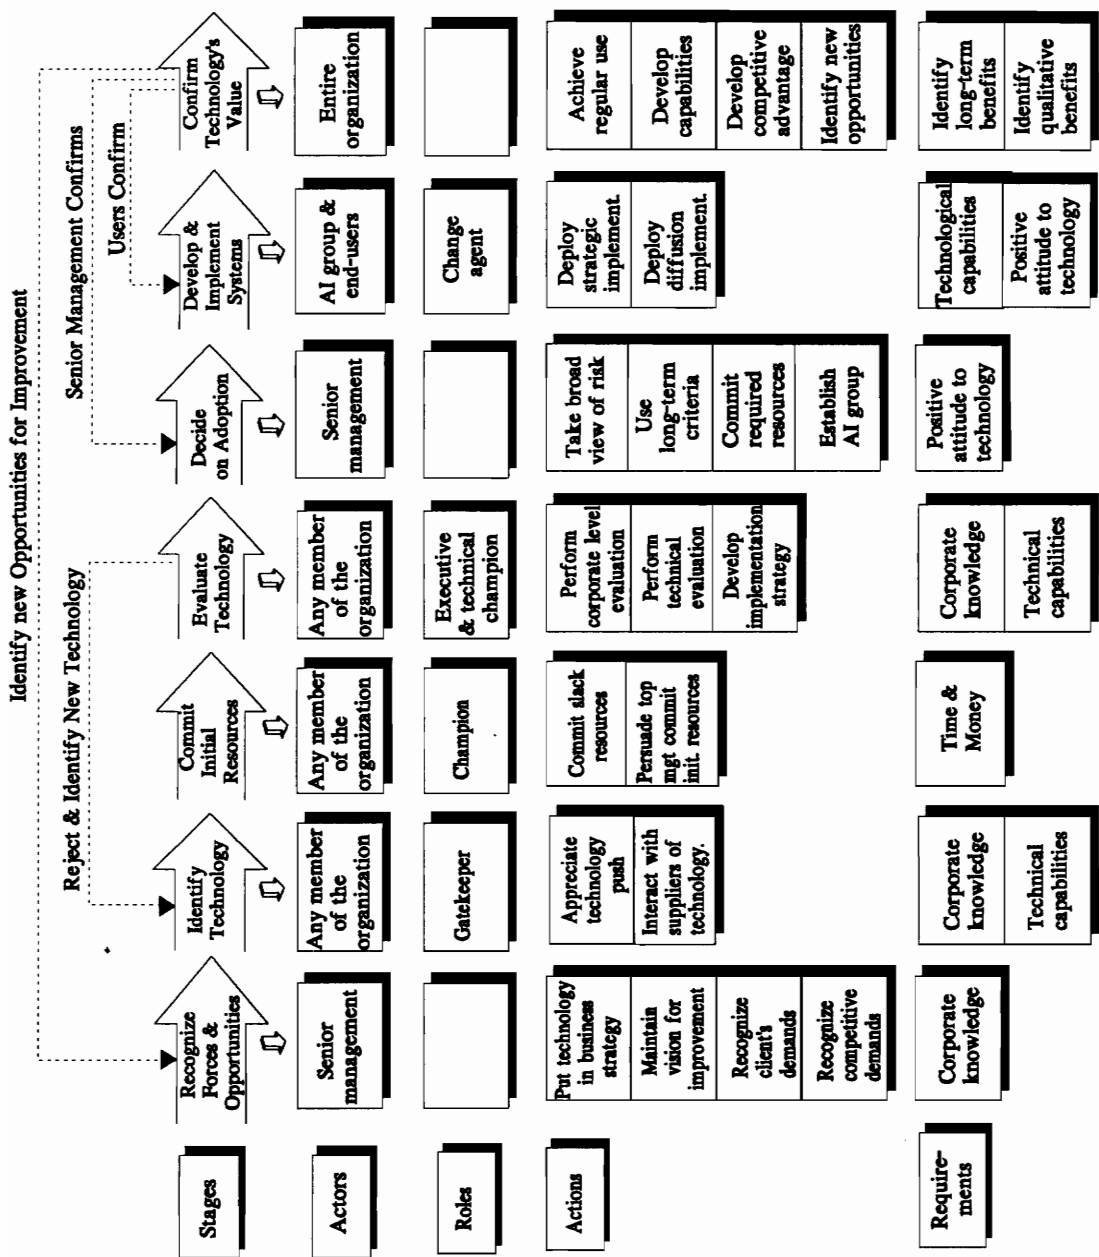 Identify new Opportunities for Improvement
Senior Management Confirms
Reject & Identify New Technology
Users Confirm
Stages
Recognize
Forces &
Opportunities
Identify
Technology
Commit
Initial
Resources
Evaluate
Technology
Decide
on Adoption
Develop &
Implement
Systems
Confirm
Technology's
Value
Actors
Senior
management
Any member
of the
organization
Any member
of the
organization
Any member
of the
organization
Senior
management
AI group &
end-users
Entire
organization
Roles
Gatekeeper
Champion
Executive
& technical
champion
Change
agent
Actions
Put technology
in business
strategy
Maintain
vision for
improvement
Recognize
client's
demands
Recognize
competitive
demands
Appreciate
technology
push
Interact with
suppliers of
technology.
Commit slack
resources
Persuade top
mgt commit
init. resources
Perform
corporate level
evaluation
Perform
technical
evaluation
Develop
implementation
strategy
Take broad
view of risk
Use
long-term
criteria
Commit
required
resources
Establish
AI group
Deploy
strategic
implement.
Deploy
diffusion
implement.
Achieve
regular use
Develop
capabilities
Develop
competitive
advantage
Identify new
opportunities
Require-
ments
Corporate
knowledge
Corporate
knowledge
Technical
capabilities
Time &
Money
Corporate
knowledge
Technical
capabilities
Positive
attitude to
technology
Technological
capabilities
Positive
attitude to
technology
Identify
long-term
benefits
Identify
qualitative
benefits